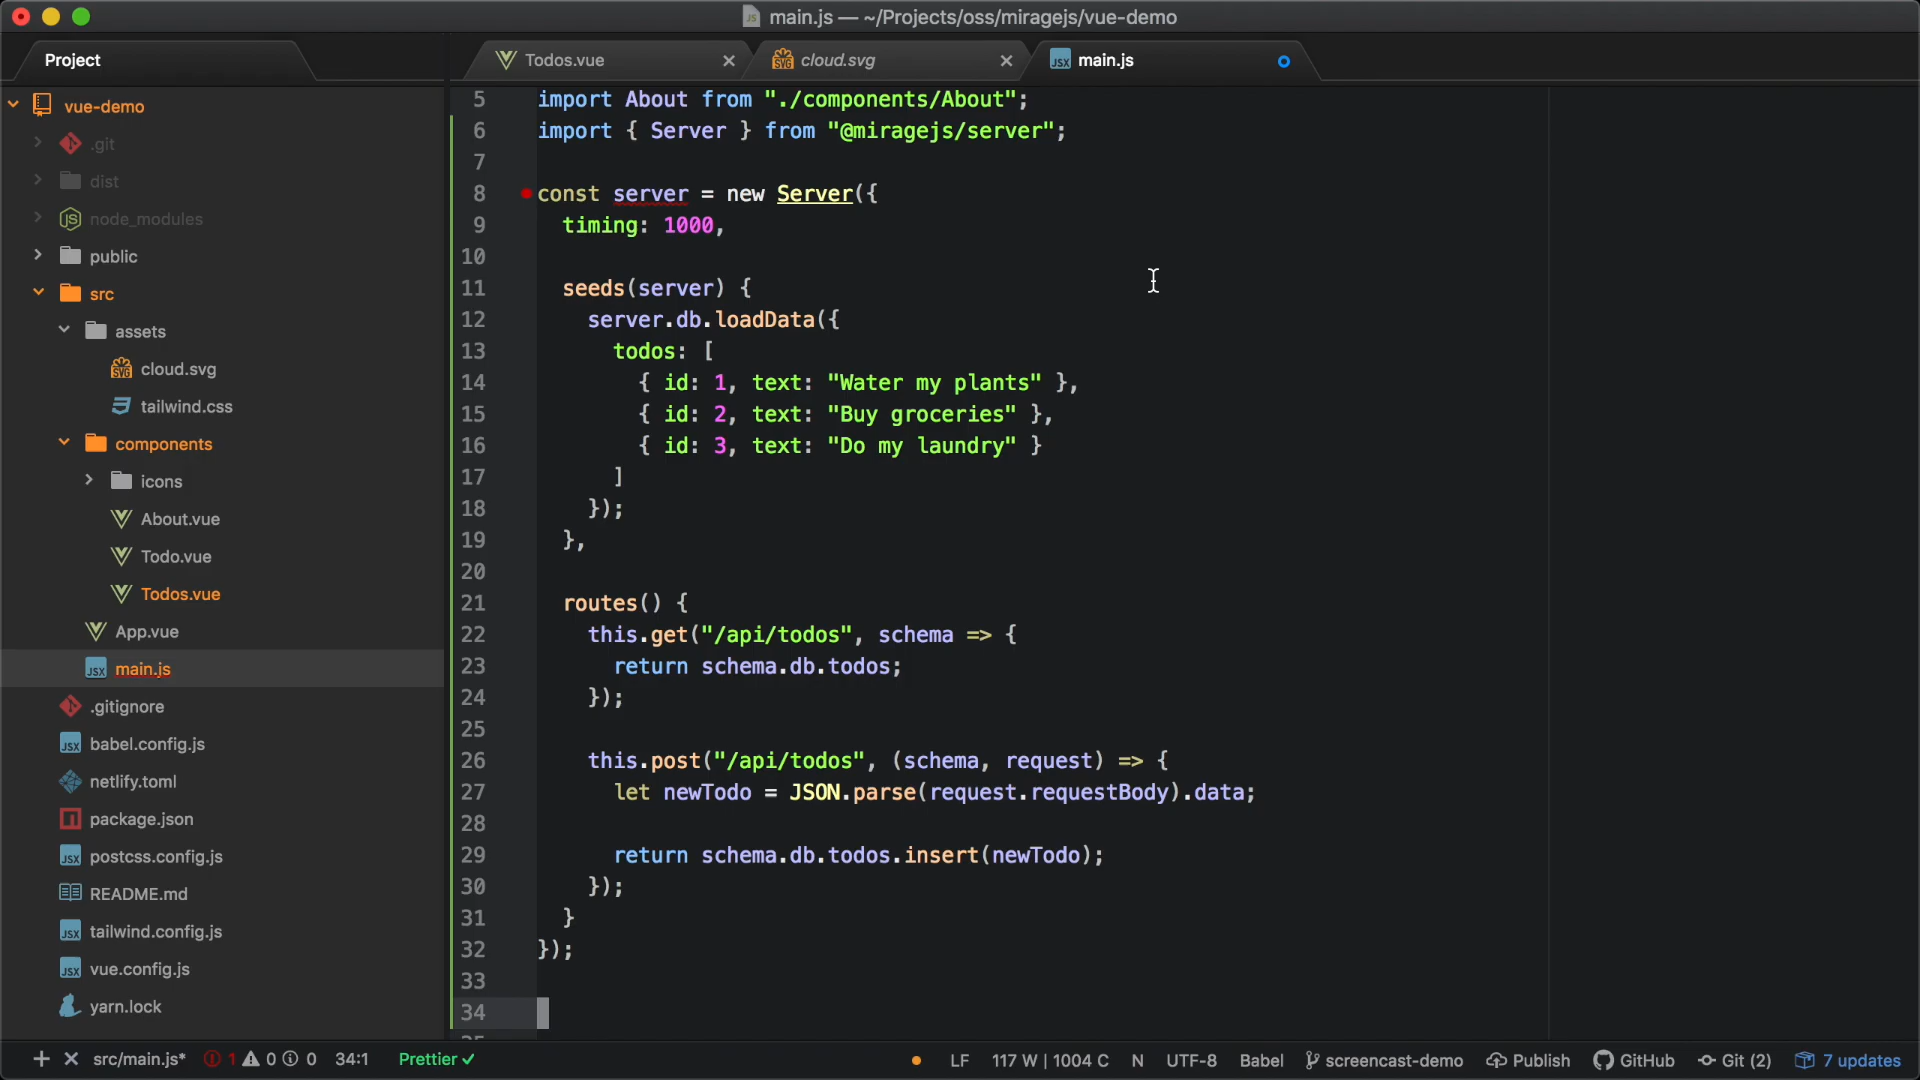 main.js — ~/Projects/oss/miragejs/vue-demo
Project
Todos.vue
cloud.svg
main.js
vue-demo
.git
dist
node_modules
public
src
assets
cloud.svg
tailwind.css
components
icons
About.vue
Todo.vue
Todos.vue
App.vue
main.js
.gitignore
babel.config.js
netlify.toml
package.json
postcss.config.js
README.md
tailwind.config.js
vue.config.js
yarn.lock
5 import About from "./components/About";
6 import { Server } from "@miragejs/server";
7
8 const server = new Server({
9 timing: 1000,
10
11 seeds(server) {
12 server.db.loadData({
13 todos: [
14 { id: 1, text: "Water my plants" },
15 { id: 2, text: "Buy groceries" },
16 { id: 3, text: "Do my laundry" }
17 ]
18 });
19 },
20
21 routes() {
22 this.get("/api/todos", schema => {
23 return schema.db.todos;
24 });
25
26 this.post("/api/todos", (schema, request) => {
27 let newTodo = JSON.parse(request.requestBody).data;
28
29 return schema.db.todos.insert(newTodo);
30 });
31 }
32 });
33
34
src/main.js* 1 0 0 34:1 Prettier ✓ LF 117 W | 1004 C N UTF-8 Babel screencast-demo Publish GitHub Git (2) 7 updates